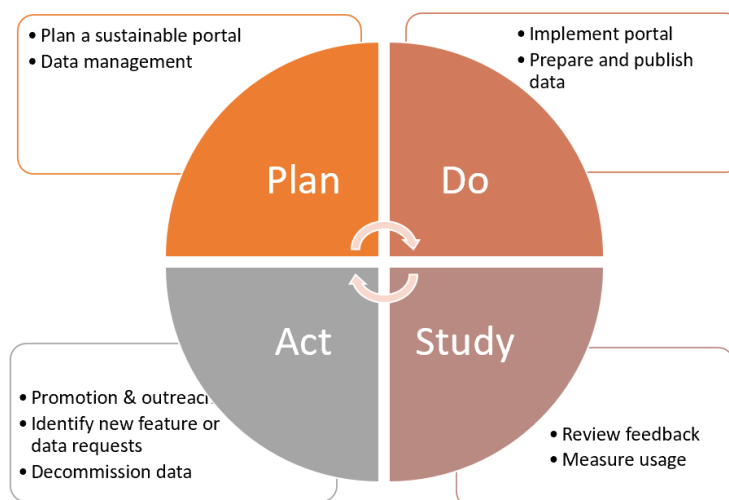 • Plan a sustainable portal
• Data management
• Implement portal
• Prepare and publish
data
Plan
Do
Act
Study
• Promotion & outreach
• Identify new feature or
data requests
• Decommission data
• Review feedback
• Measure usage